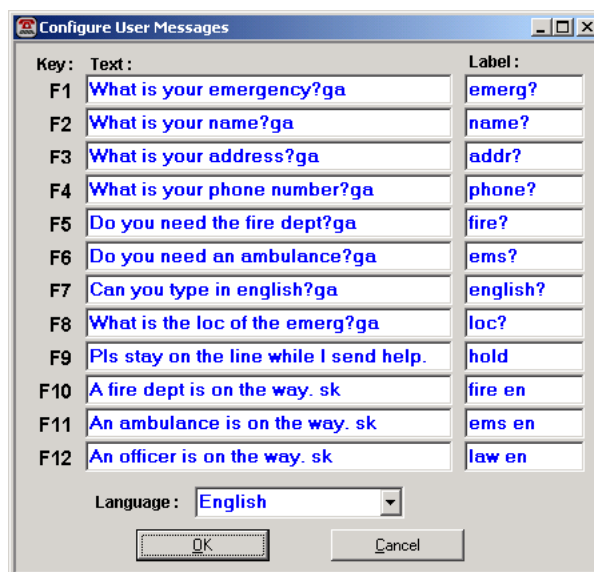 Configure User Messages
Key: Text: Label:
F1 What is your emergency?ga emerg?
F2 What is your name?ga name?
F3 What is your address?ga addr?
F4 What is your phone number?ga phone?
F5 Do you need the fire dept?ga fire?
F6 Do you need an ambulance?ga ems?
F7 Can you type in english?ga english?
F8 What is the loc of the emerg?ga loc?
F9 Pls stay on the line while I send help. hold
F10 A fire dept is on the way. sk fire en
F11 An ambulance is on the way. sk ems en
F12 An officer is on the way. sk law en
Language: English
OK Cancel